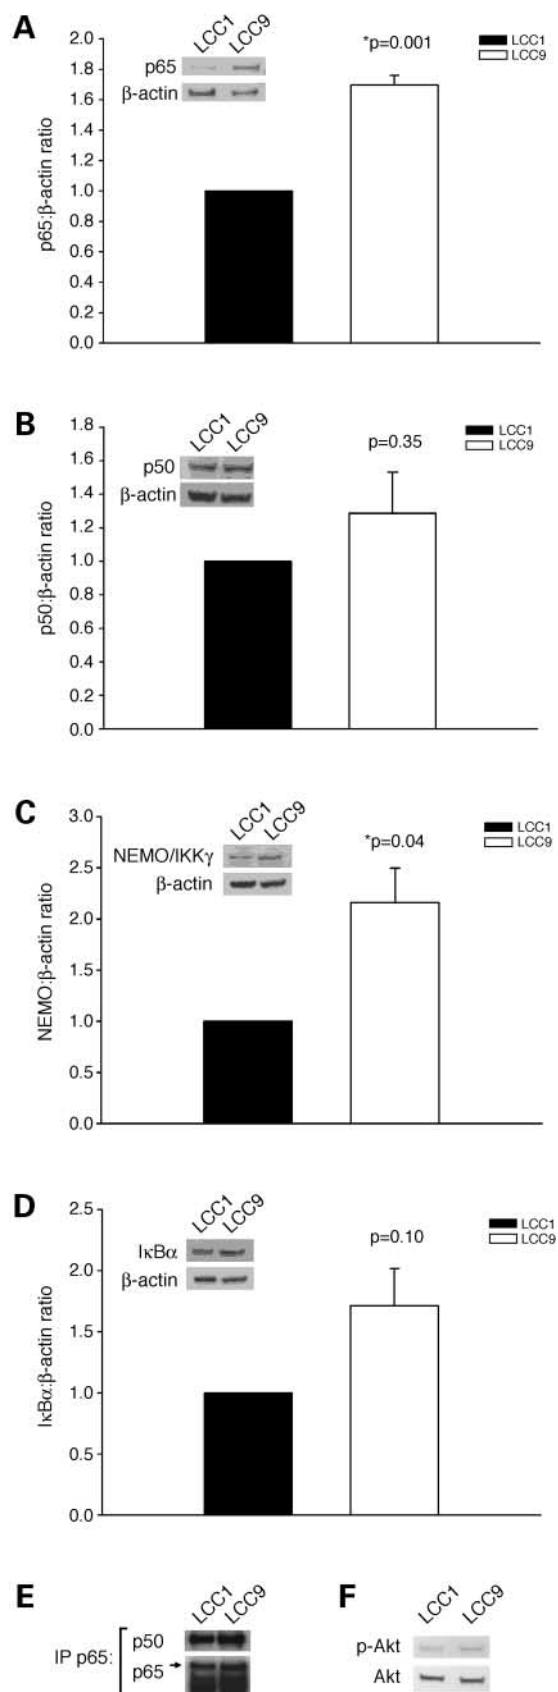 A
LCC1 LCC9
p65
β-actin
*p=0.001
LCC1
LCC9
p65:β-actin ratio
2.0
1.8
1.6
1.4
1.2
1.0
0.8
0.6
0.4
0.2
0.0
B
LCC1 LCC9
p50
β-actin
p=0.35
LCC1
LCC9
p50:β-actin ratio
1.8
1.6
1.4
1.2
1.0
0.8
0.6
0.4
0.2
0.0
C
LCC1 LCC9
NEMO/IKKγ
β-actin
*p=0.04
LCC1
LCC9
NEMO:β-actin ratio
3.0
2.5
2.0
1.5
1.0
0.5
0.0
D
LCC1 LCC9
IκBα
β-actin
p=0.10
LCC1
LCC9
IκBα:β-actin ratio
2.5
2.0
1.5
1.0
0.5
0.0
E
LCC1 LCC9
IP p65:
p50
p65
F
LCC1 LCC9
p-Akt
Akt